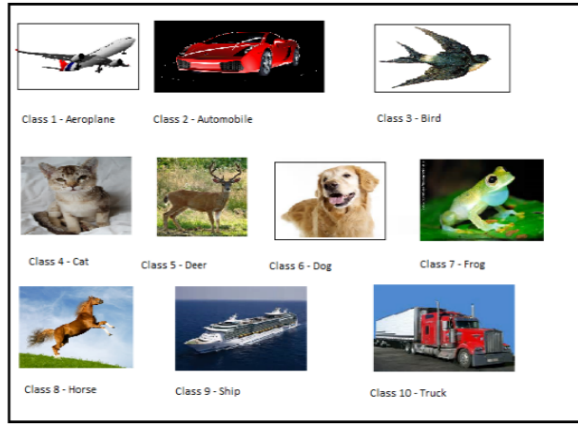 Class 1 - Aeroplane
Class 2 - Automobile
Class 3 - Bird
Class 4 - Cat
Class 5 - Deer
Class 6 - Dog
Class 7 - Frog
Class 8 - Horse
Class 9 - Ship
Class 10 - Truck